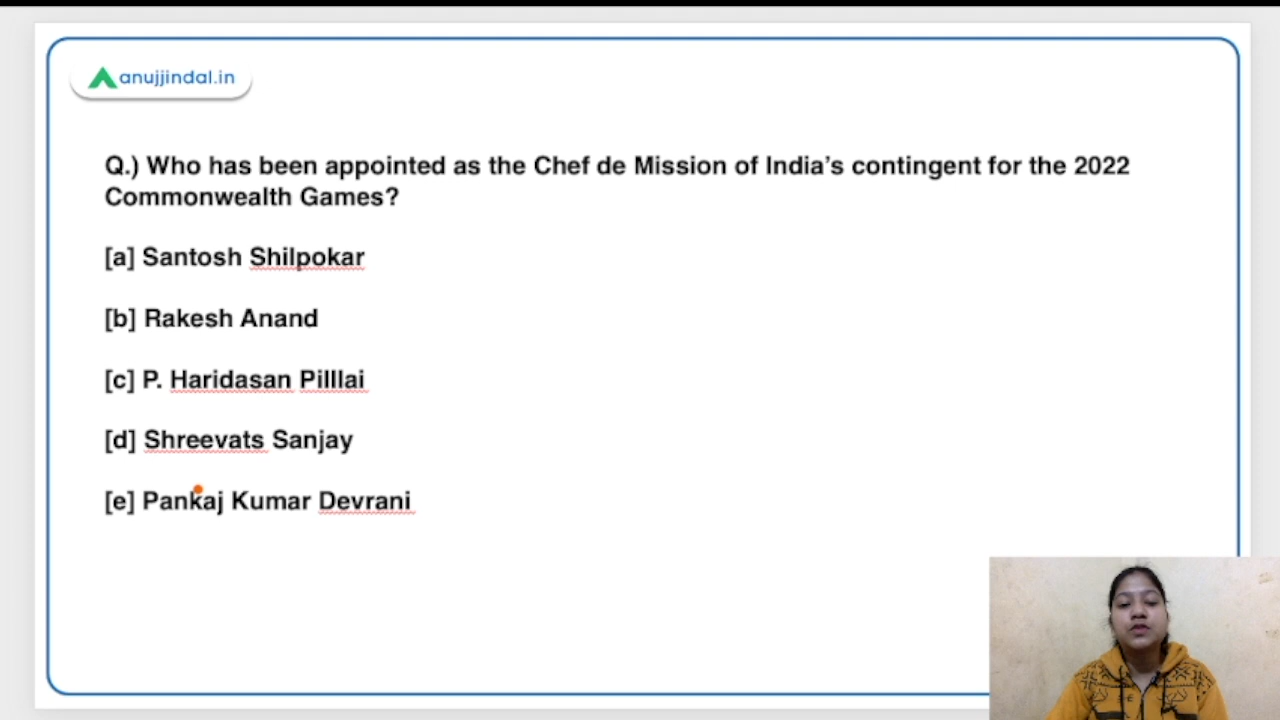 anujjindal.in
Q.) Who has been appointed as the Chef de Mission of India’s contingent for the 2022
Commonwealth Games?
[a] Santosh Shilpokar
[b] Rakesh Anand
[c] P. Haridasan Pilllai
[d] Shreevats Sanjay
[e] Pankaj Kumar Devrani